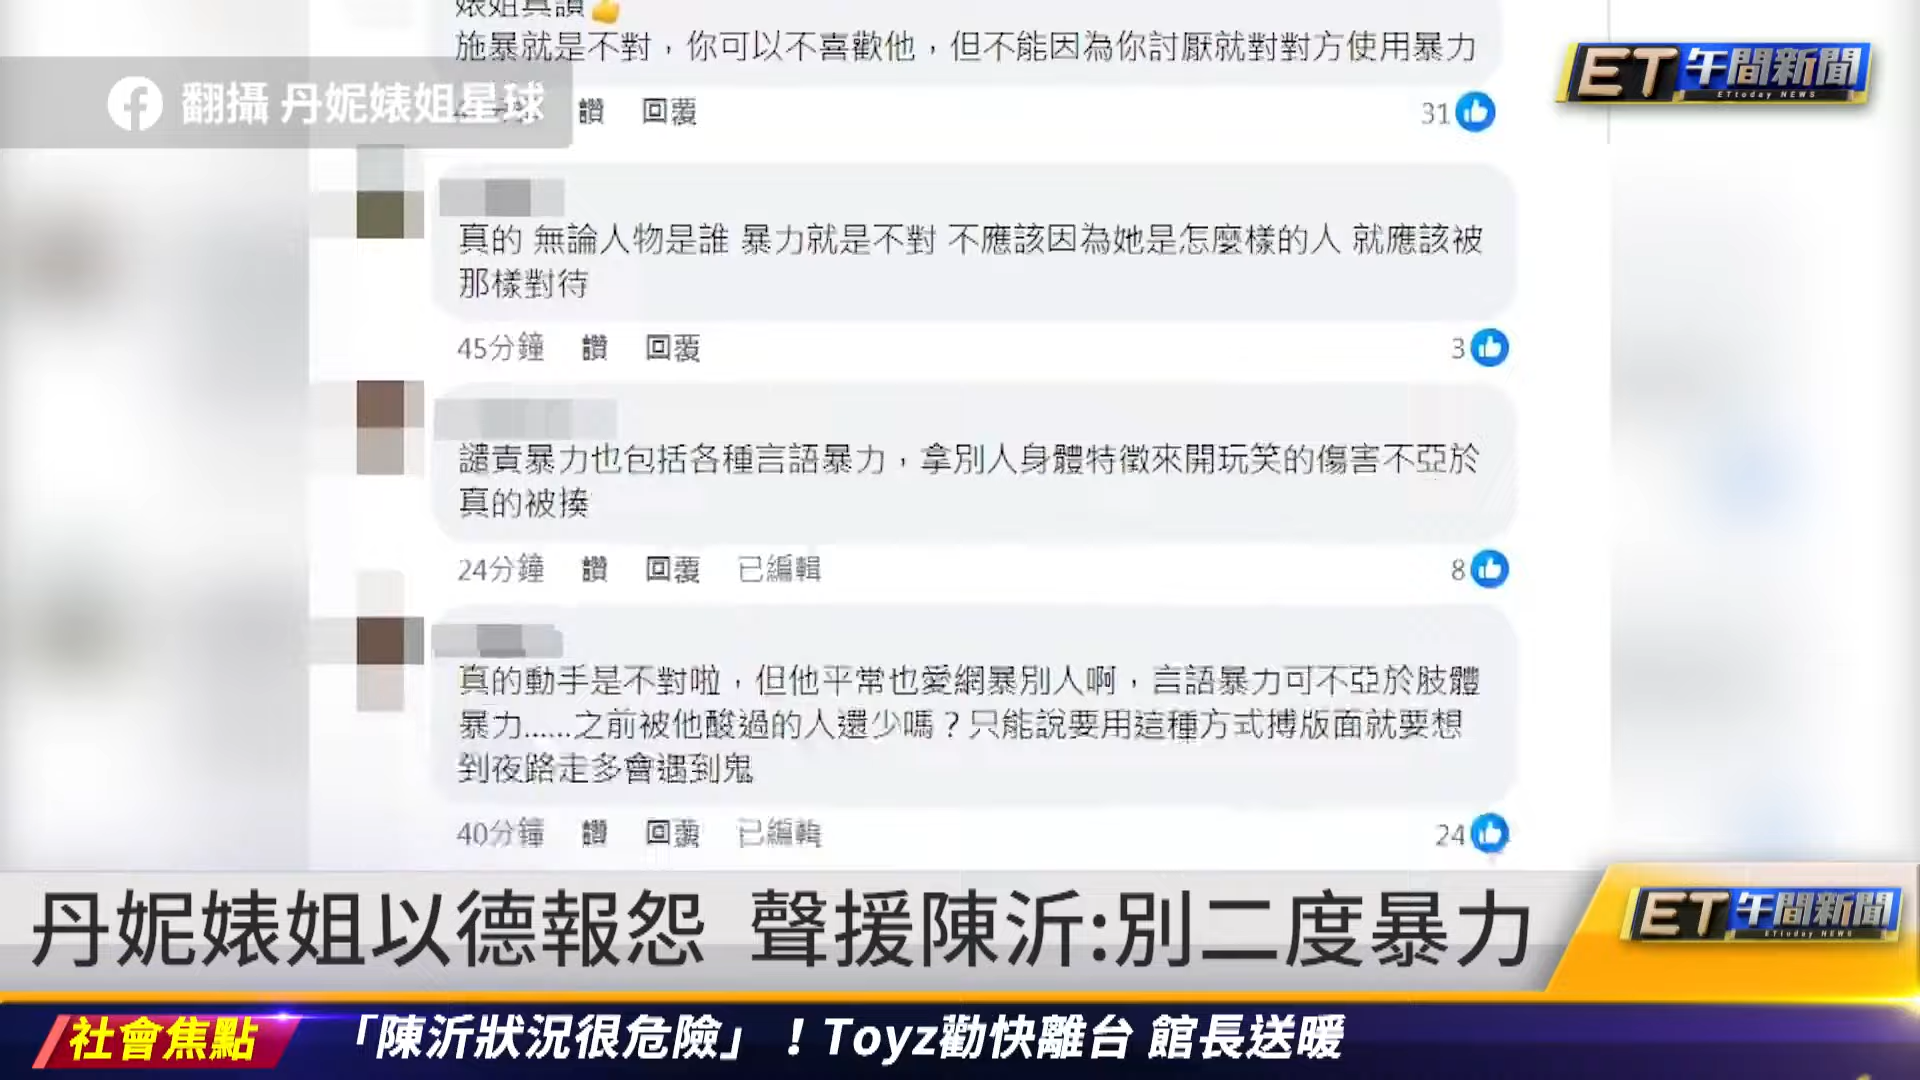 婊姐真讚👍
施暴就是不對，你可以不喜歡他，但不能因為你討厭就對對方使用暴力
翻攝 丹妮婊姐星球
讚 回覆 31
ET午間新聞
ETtoday NEWS
真的 無論人物是誰 暴力就是不對 不應該因為她是怎麼樣的人 就應該被
那樣對待
45分鐘 讚 回覆 3
譴責暴力也包括各種言語暴力，拿別人身體特徵來開玩笑的傷害不亞於
真的被揍
24分鐘 讚 回覆 已編輯 8
真的動手是不對啦，但他平常也愛網暴別人啊，言語暴力可不亞於肢體
暴力......之前被他酸過的人還少嗎？只能說要用這種方式搏版面就要想
到夜路走多會遇到鬼
40分鐘 讚 回覆 已編輯 24
丹妮婊姐以德報怨 聲援陳沂:別二度暴力
ET午間新聞
ETtoday NEWS
社會焦點 「陳沂狀況很危險」！Toyz勸快離台 館長送暖